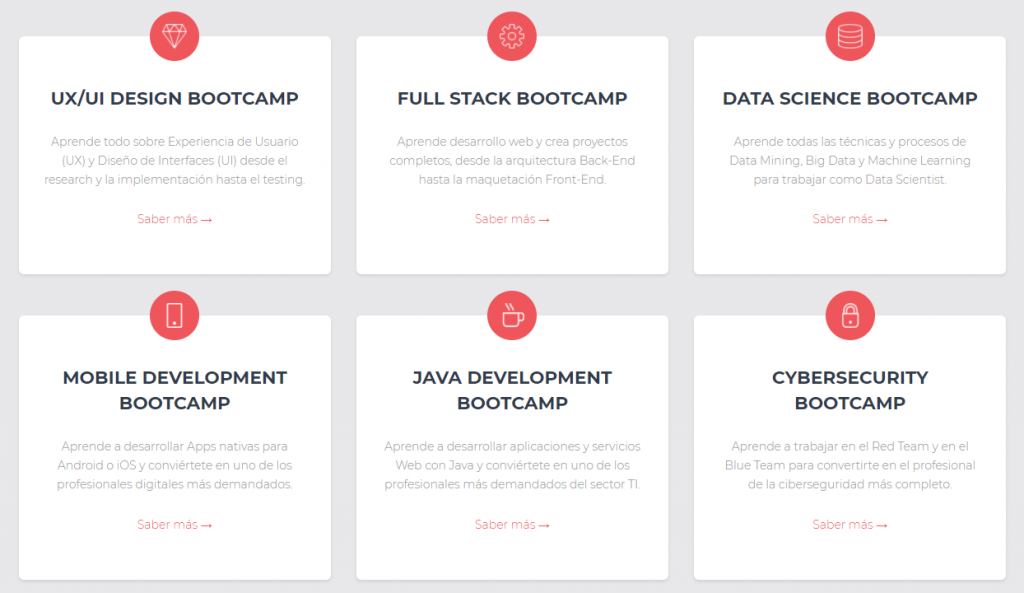 UX/UI DESIGN BOOTCAMP
Aprende todo sobre Experiencia de Usuario
(UX) y Diseño de Interfaces (UI) desde el
research y la implementación hasta el testing.
Saber más →
FULL STACK BOOTCAMP
Aprende desarrollo web y crea proyectos
completos, desde la arquitectura Back-End
hasta la maquetación Front-End.
Saber más →
DATA SCIENCE BOOTCAMP
Aprende todas las técnicas y procesos de
Data Mining, Big Data y Machine Learning
para trabajar como Data Scientist.
Saber más →
MOBILE DEVELOPMENT
BOOTCAMP
Aprende a desarrollar Apps nativas para
Android o iOS y conviértete en uno de los
profesionales digitales más demandados.
Saber más →
JAVA DEVELOPMENT
BOOTCAMP
Aprende a desarrollar aplicaciones y servicios
Web con Java y conviértete en uno de los
profesionales más demandados del sector TI.
Saber más →
CYBERSECURITY
BOOTCAMP
Aprende a trabajar en el Red Team y en el
Blue Team para convertirte en el profesional
de la ciberseguridad más completo.
Saber más →